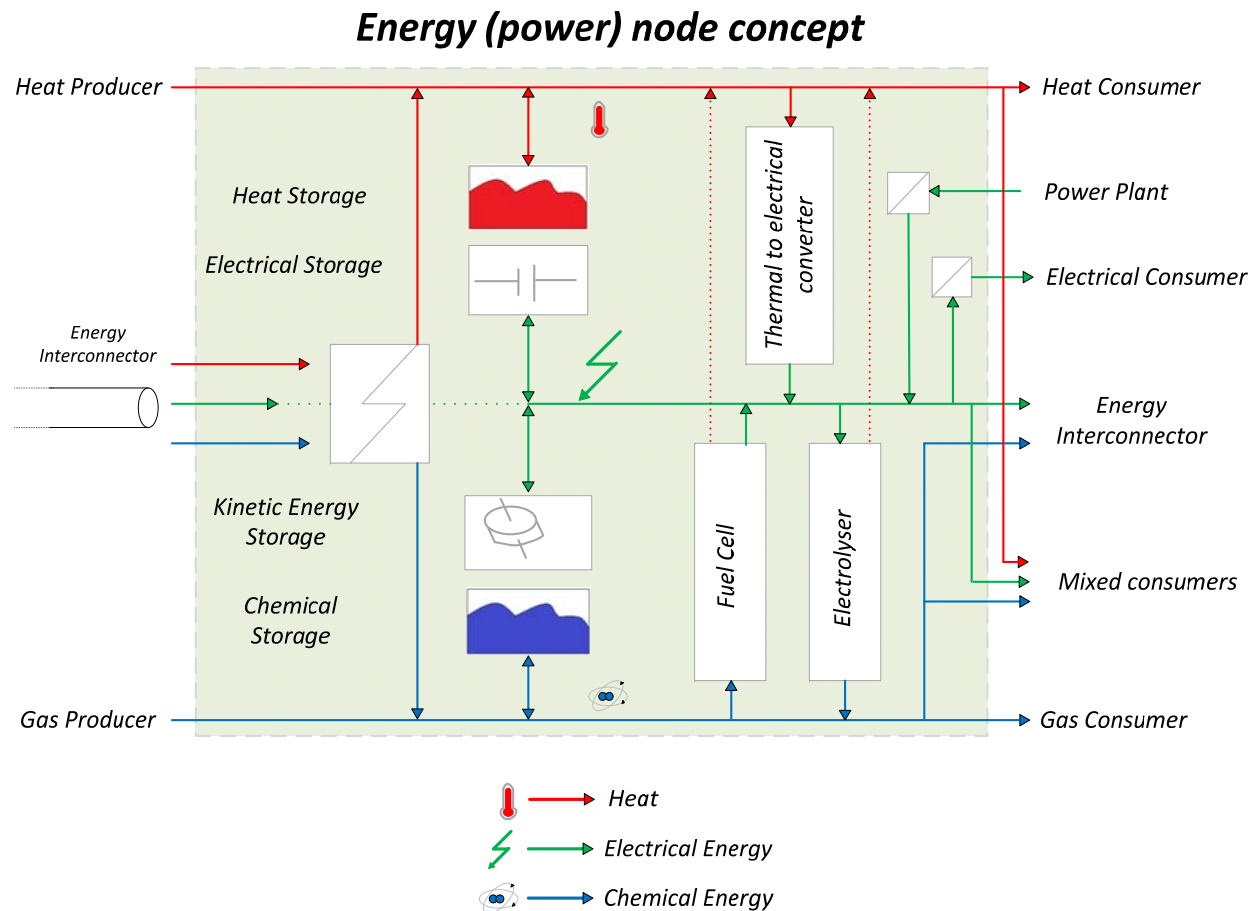 Energy (power) node concept
Heat Producer
Heat Consumer
Heat Storage
Thermal to electrical
converter
Power Plant
Electrical Storage
Electrical Consumer
Energy
Interconnector
Energy
Interconnector
Kinetic Energy
Storage
Fuel Cell
Electrolyser
Chemical
Storage
Mixed consumers
Gas Producer
Gas Consumer
Heat
Electrical Energy
Chemical Energy